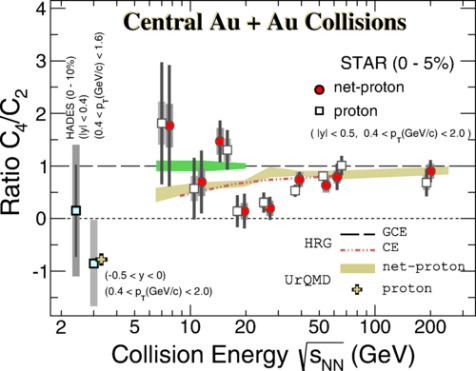 Central Au + Au Collisions
STAR (0 - 5%)
net-proton
proton
( |y| < 0.5, 0.4 < pT(GeV/c) < 2.0 )
HADES (0 - 10%)
(|y| < 0.4)
(0.4 < pT(GeV/c) < 1.6)
Ratio C4/C2
4
3
2
1
0
-1
(-0.5 < y < 0)
(0.4 < pT(GeV/c) < 2.0)
HRG
GCE
CE
UrQMD
net-proton
proton
2 5 10 20 50 100 200
Collision Energy √sNN (GeV)